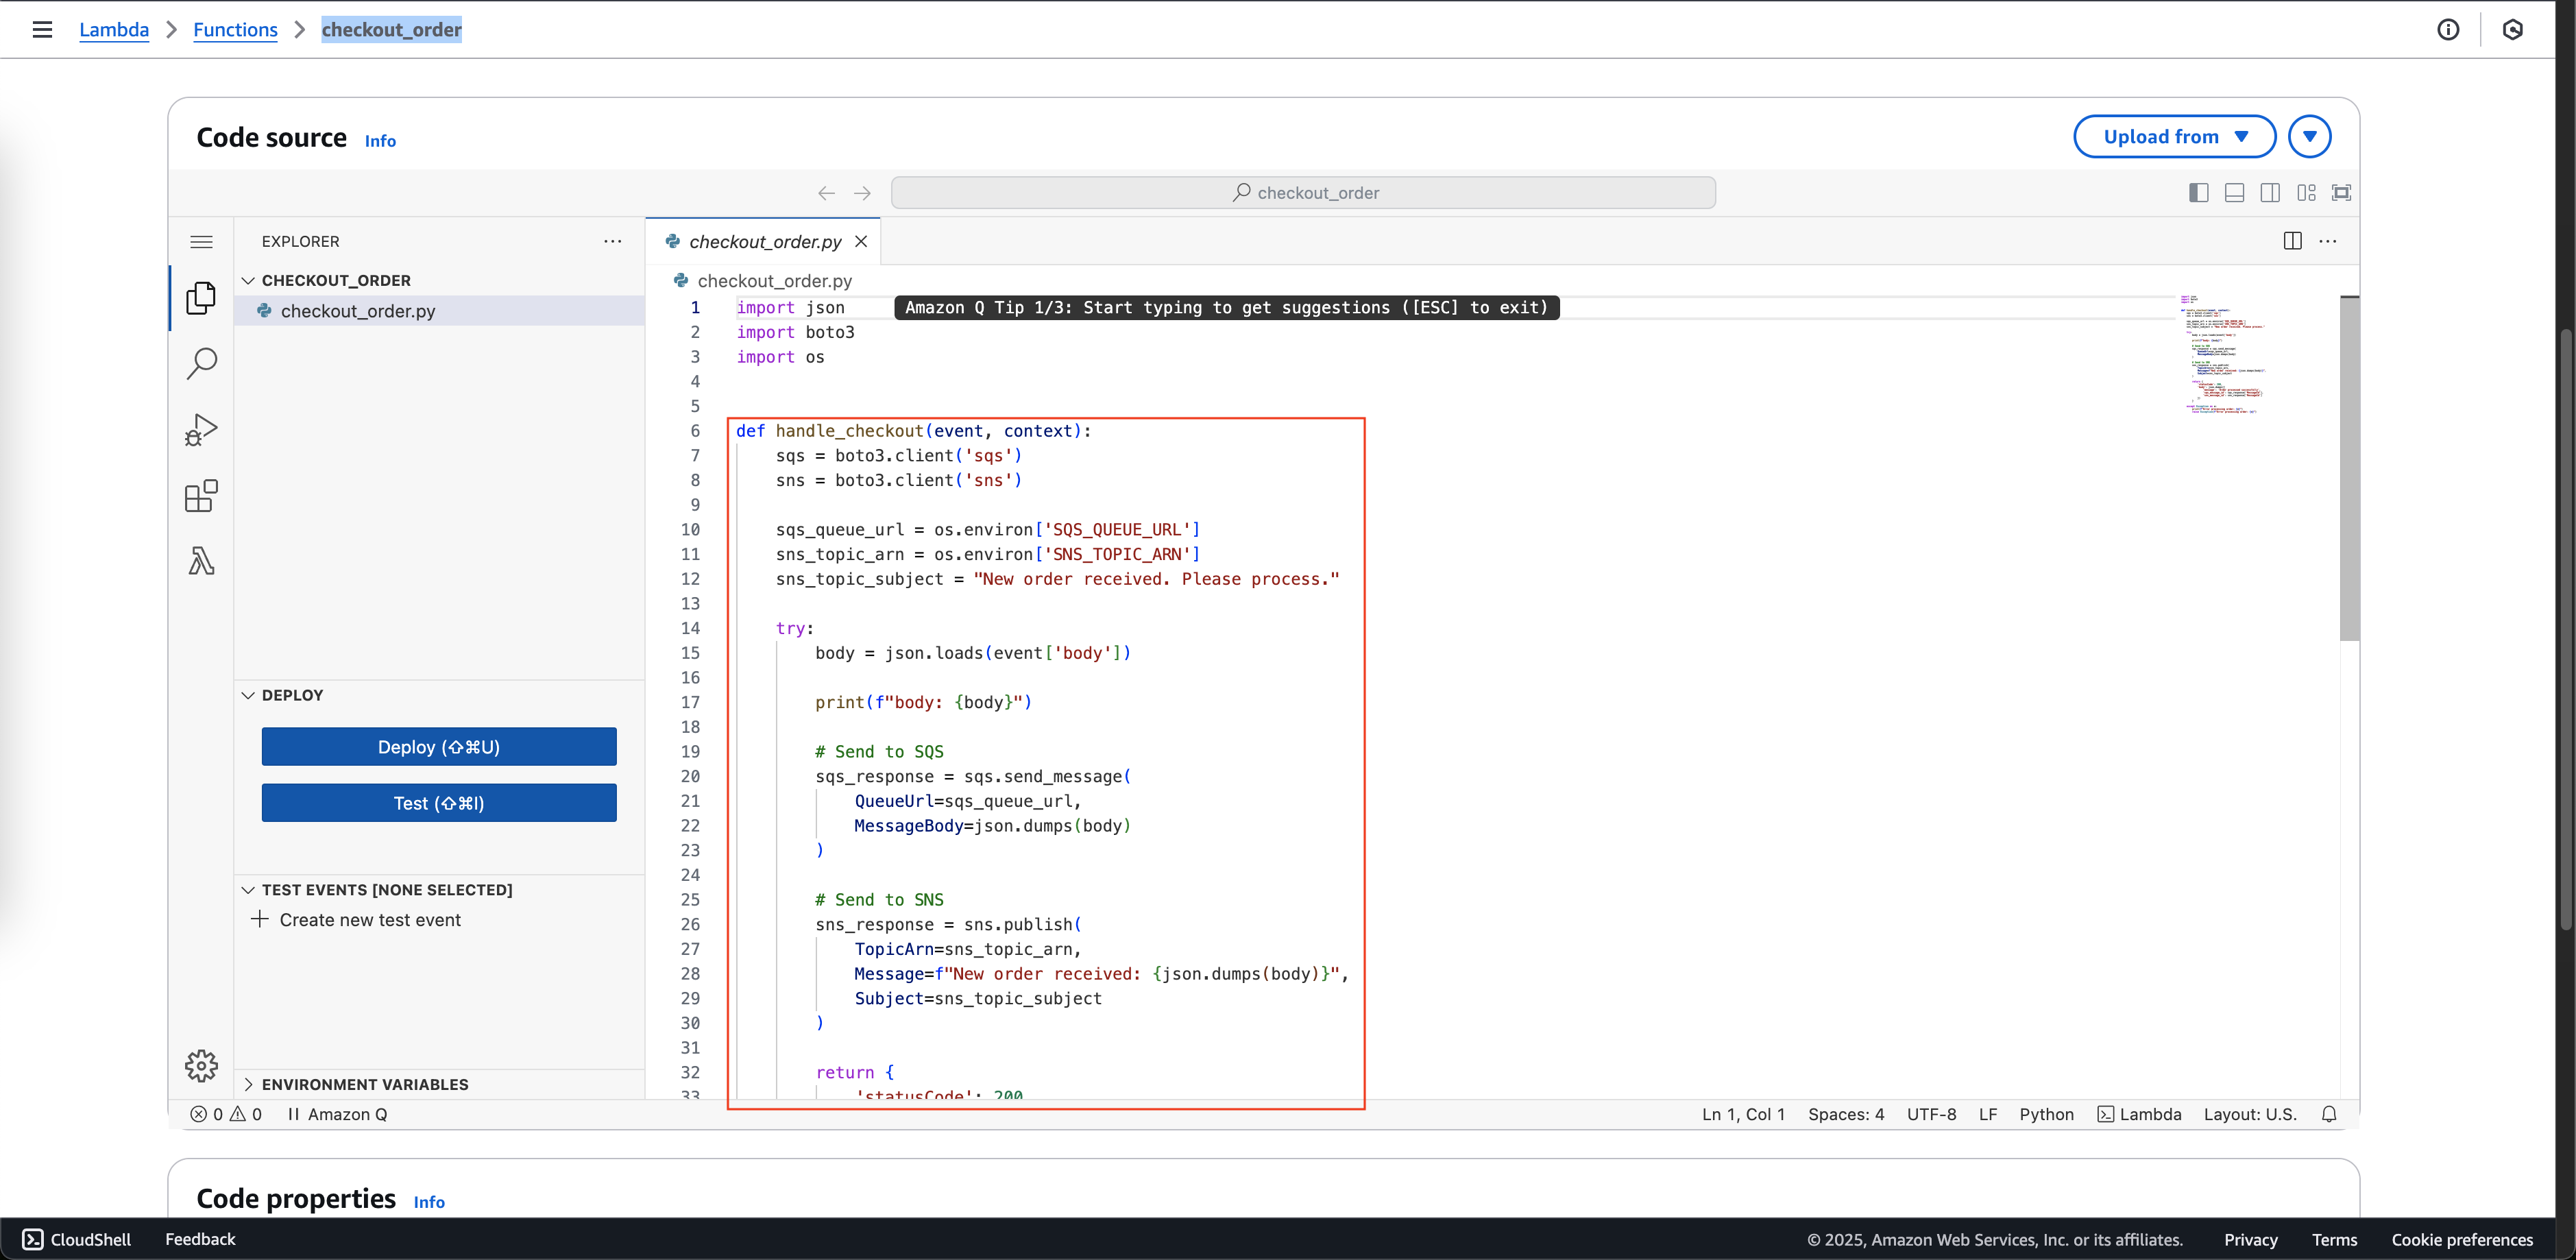 Lambda > Functions > checkout_order
Code source Info
Upload from
checkout_order
EXPLORER
CHECKOUT_ORDER
checkout_order.py
DEPLOY
Deploy (⇧⌘U)
Test (⇧⌘I)
TEST EVENTS [NONE SELECTED]
Create new test event
ENVIRONMENT VARIABLES
checkout_order.py
checkout_order.py
Amazon Q Tip 1/3: Start typing to get suggestions ([ESC] to exit)
1 import json
2 import boto3
3 import os
4
5
6 def handle_checkout(event, context):
7     sqs = boto3.client('sqs')
8     sns = boto3.client('sns')
9
10     sqs_queue_url = os.environ['SQS_QUEUE_URL']
11     sns_topic_arn = os.environ['SNS_TOPIC_ARN']
12     sns_topic_subject = "New order received. Please process."
13
14     try:
15         body = json.loads(event['body'])
16
17         print(f"body: {body}")
18
19         # Send to SQS
20         sqs_response = sqs.send_message(
21             QueueUrl=sqs_queue_url,
22             MessageBody=json.dumps(body)
23         )
24
25         # Send to SNS
26         sns_response = sns.publish(
27             TopicArn=sns_topic_arn,
28             Message=f"New order received: {json.dumps(body)}",
29             Subject=sns_topic_subject
30         )
31
32         return {
33             'statusCode': 200
0 0 Amazon Q
Ln 1, Col 1 Spaces: 4 UTF-8 LF Python Lambda Layout: U.S.
Code properties Info
CloudShell Feedback
© 2025, Amazon Web Services, Inc. or its affiliates. Privacy Terms Cookie preferences